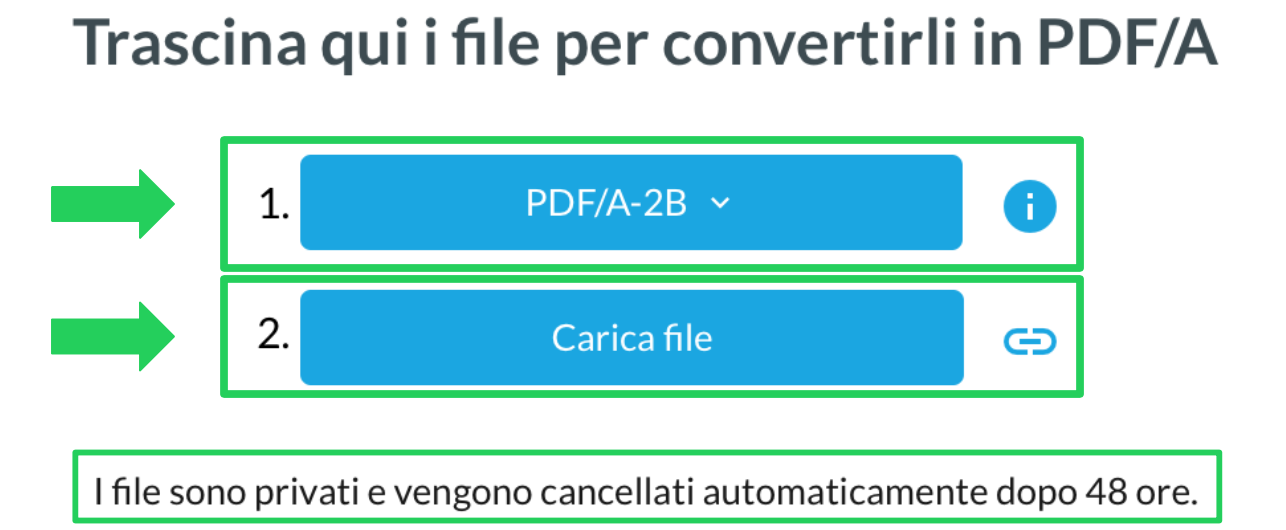 Trascina qui i file per convertirli in PDF/A
1. PDF/A-2B
2. Carica file
I file sono privati e vengono cancellati automaticamente dopo 48 ore.